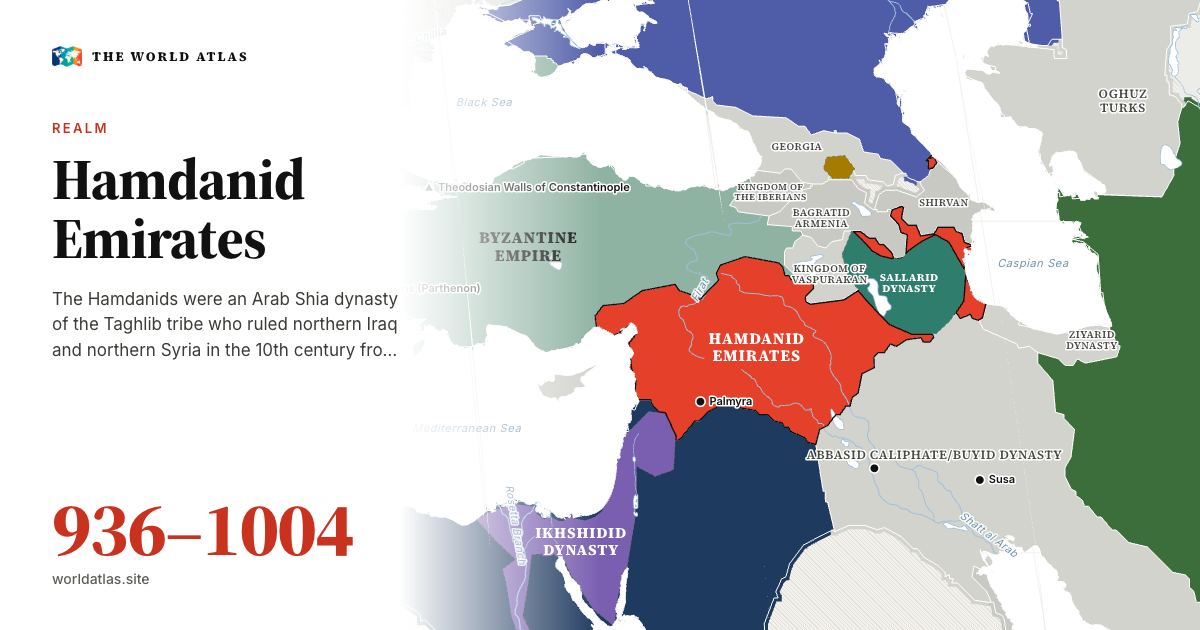 THE WORLD ATLAS
REALM
Hamdanid
Emirates
The Hamdanids were an Arab Shia dynasty
of the Taghlib tribe who ruled northern Iraq
and northern Syria in the 10th century fro...
936–1004
worldatlas.site
Black Sea
Theodosian Walls of Constantinople
BYZANTINE
EMPIRE
(Parthenon)
Mediterranean Sea
Rosetta Branch
IKHSHIDID
DYNASTY
GEORGIA
KINGDOM OF
THE IBERIANS
BAGRATID
ARMENIA
SHIRVAN
KINGDOM OF
VASPURAKAN
SALLARID
DYNASTY
Firat
HAMDANID
EMIRATES
Palmyra
OGHUZ
TURKS
Caspian Sea
ZIYARID
DYNASTY
ABBASID CALIPHATE/BUYID DYNASTY
Susa
Shatt al Arab